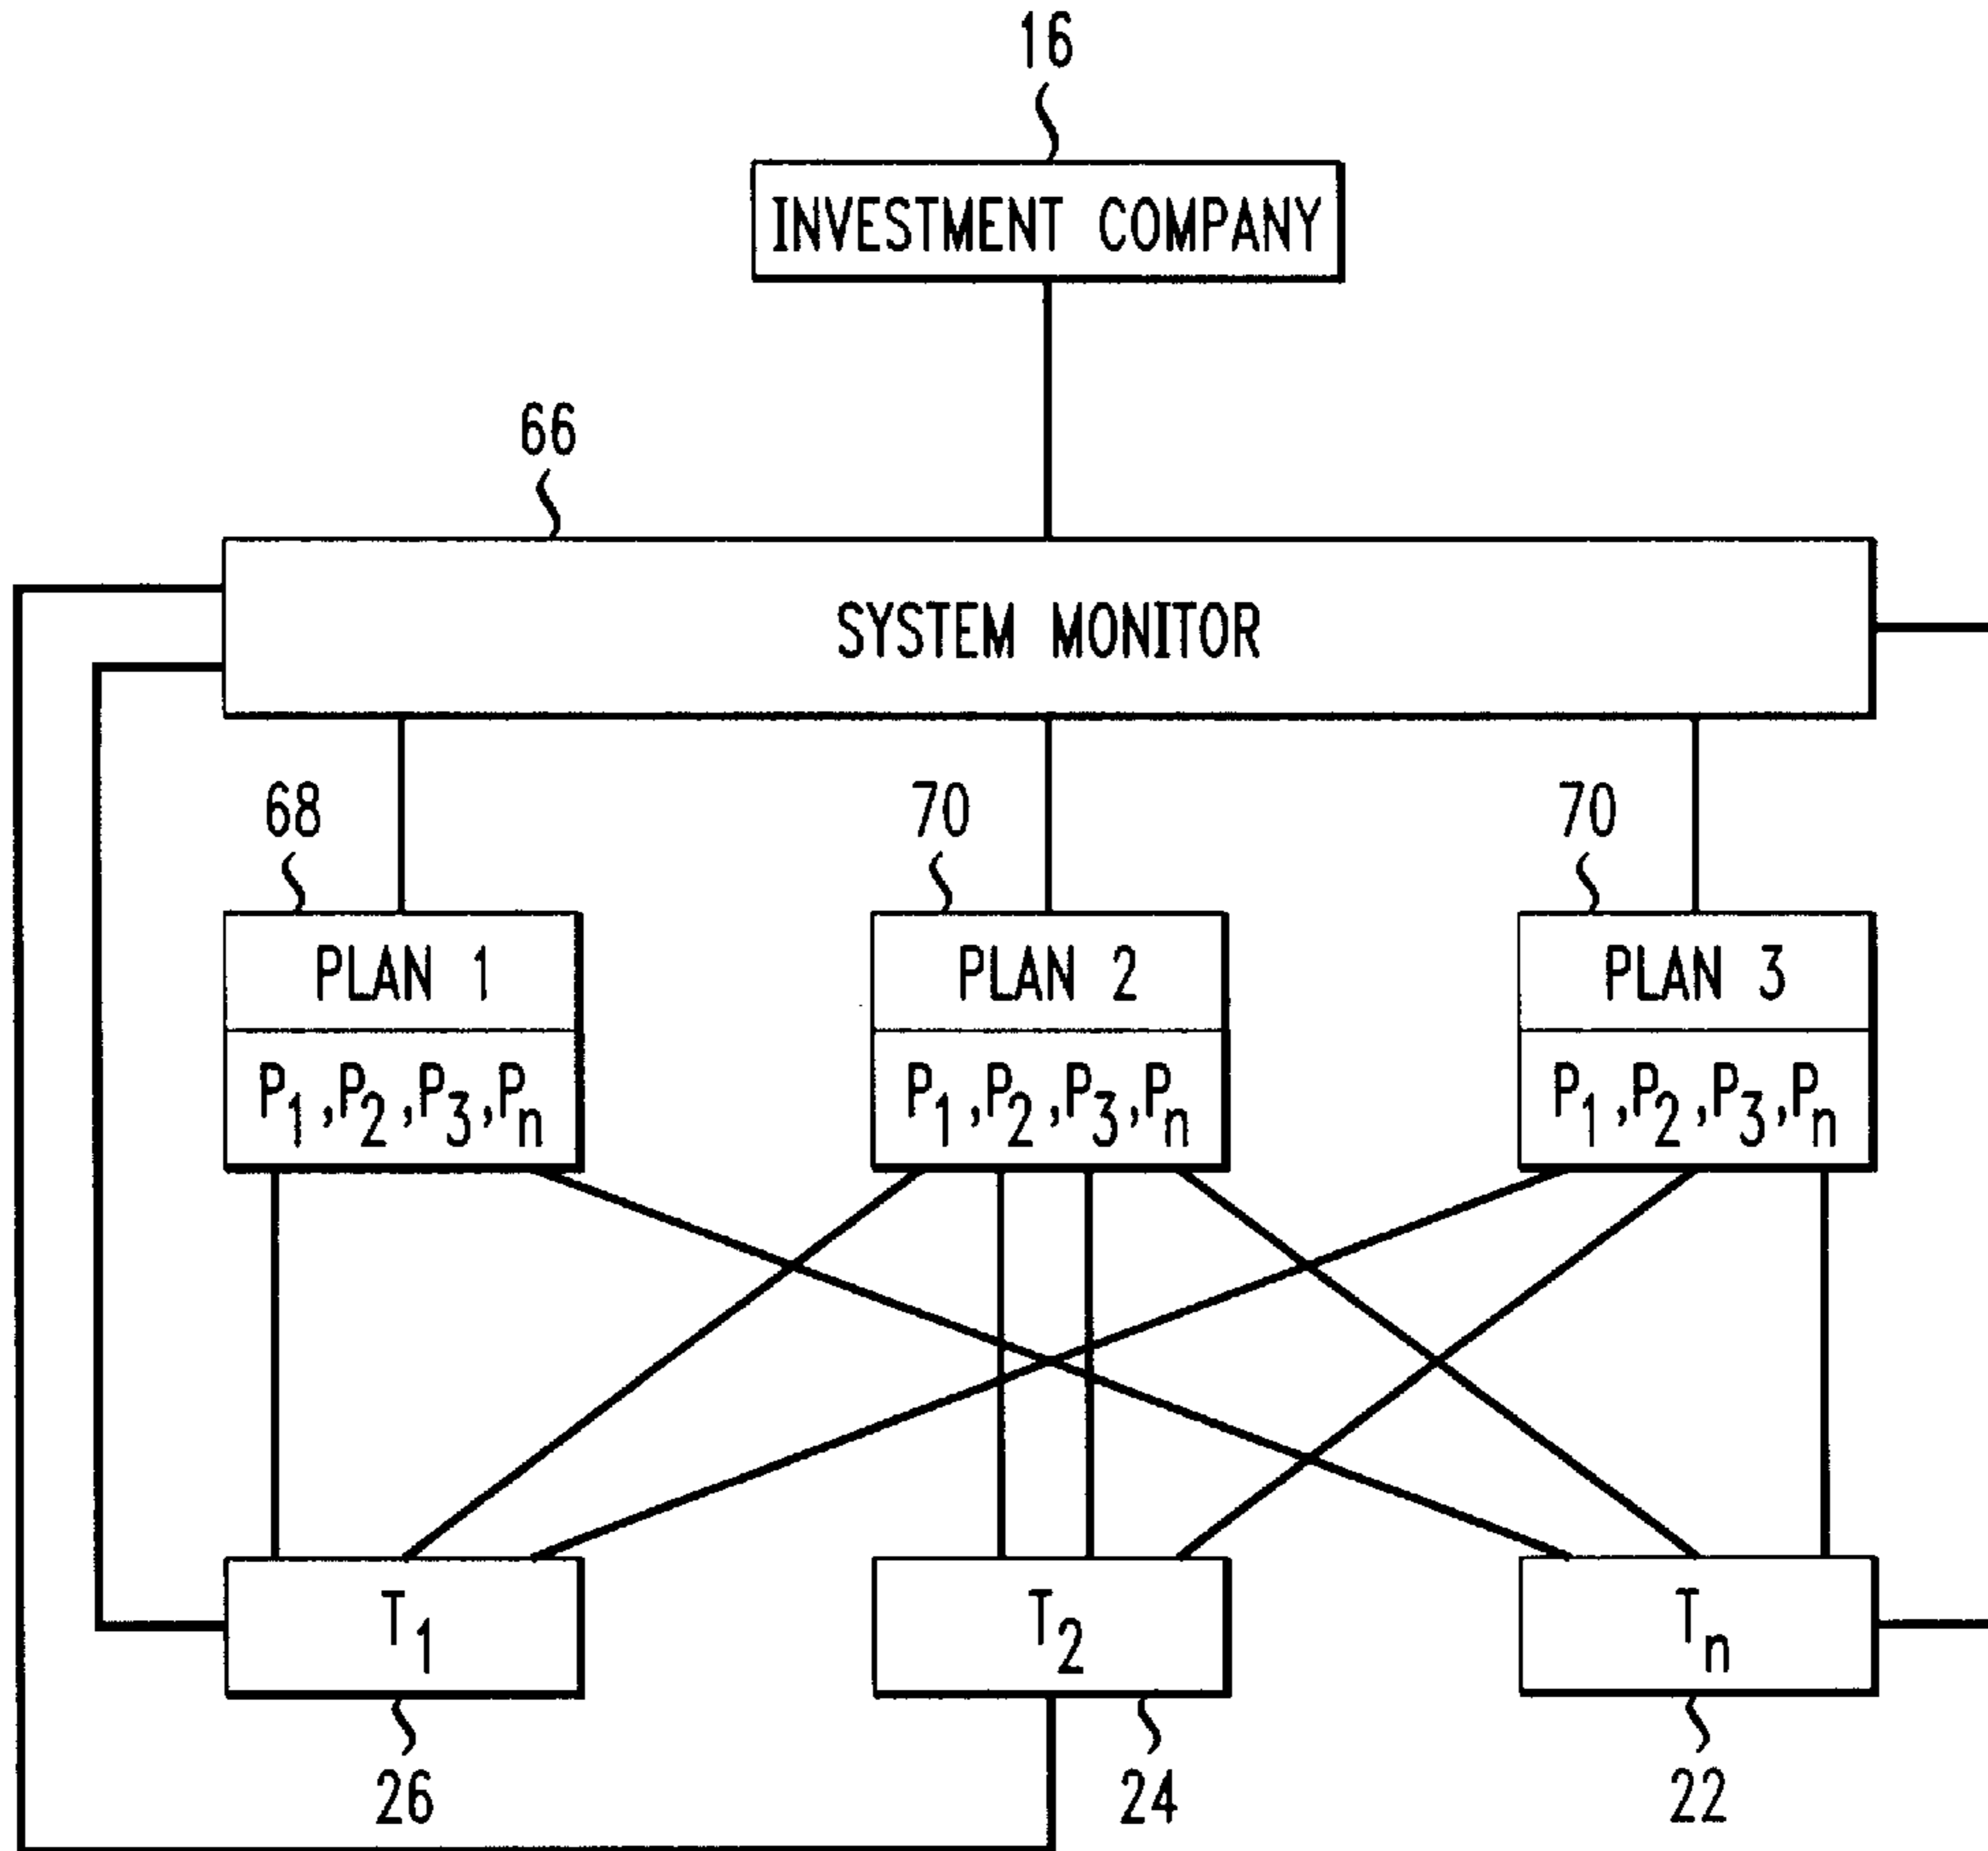 16
INVESTMENT COMPANY
66
SYSTEM MONITOR
68
70
70
PLAN 1
PLAN 2
PLAN 3
P₁,P₂,P₃,Pₙ
P₁,P₂,P₃,Pₙ
P₁,P₂,P₃,Pₙ
T₁
T₂
Tₙ
26
24
22